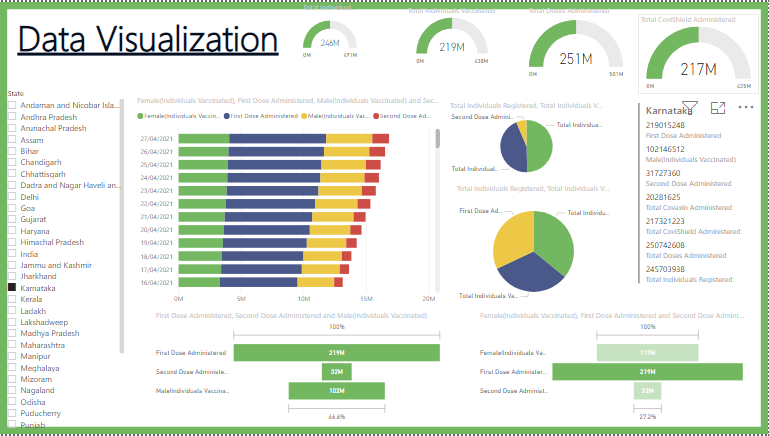 Data Visualization
Total Individual
246M
0M
491M
Total Individuals Vaccinated
219M
0M
438M
Total Doses Administered
251M
0M
501M
Total CoviShield Administered
217M
0M
435M
State
Andaman and Nicobar Isla...
Andhra Pradesh
Arunachal Pradesh
Assam
Bihar
Chandigarh
Chhattisgarh
Dadra and Nagar Haveli an...
Delhi
Goa
Gujarat
Haryana
Himachal Pradesh
India
Jammu and Kashmir
Jharkhand
Karnataka
Kerala
Ladakh
Lakshadweep
Madhya Pradesh
Maharashtra
Manipur
Meghalaya
Mizoram
Nagaland
Odisha
Puducherry
Punjab
Female(Individuals Vaccinated), First Dose Administered, Male(Individuals Vaccinated) and Sec...
Female(Individuals Vaccin... First Dose Administered Male(Individuals Vaccinate... Second Dose Ad...
27/04/2021
26/04/2021
25/04/2021
24/04/2021
23/04/2021
22/04/2021
21/04/2021
20/04/2021
19/04/2021
18/04/2021
17/04/2021
16/04/2021
0M 5M 10M 15M 20M
Total Individuals Registered, Total Individuals V...
Second Dose Admini...
Total Individua...
Total Individual...
Total Individuals Registered, Total Individuals V...
First Dose Ad...
Total Individu...
Total Individuals Va...
Karnataka
219015248
First Dose Administered
102146512
Male(Individuals Vaccinated)
31727360
Second Dose Administered
20281625
Total Covaxin Administered
217321223
Total CoviShield Administered
250742608
Total Doses Administered
245703938
Total Individuals Registered
First Dose Administered, Second Dose Administered and Male(Individuals Vaccinated)
100%
First Dose Administered
219M
Second Dose Administe...
32M
Male(Individuals Vaccina...
102M
46.6%
Female(Individuals Vaccinated), First Dose Administered and Second Dose Admini...
100%
Female(Individuals Va...
117M
First Dose Administer...
219M
Second Dose Administ...
32M
27.2%